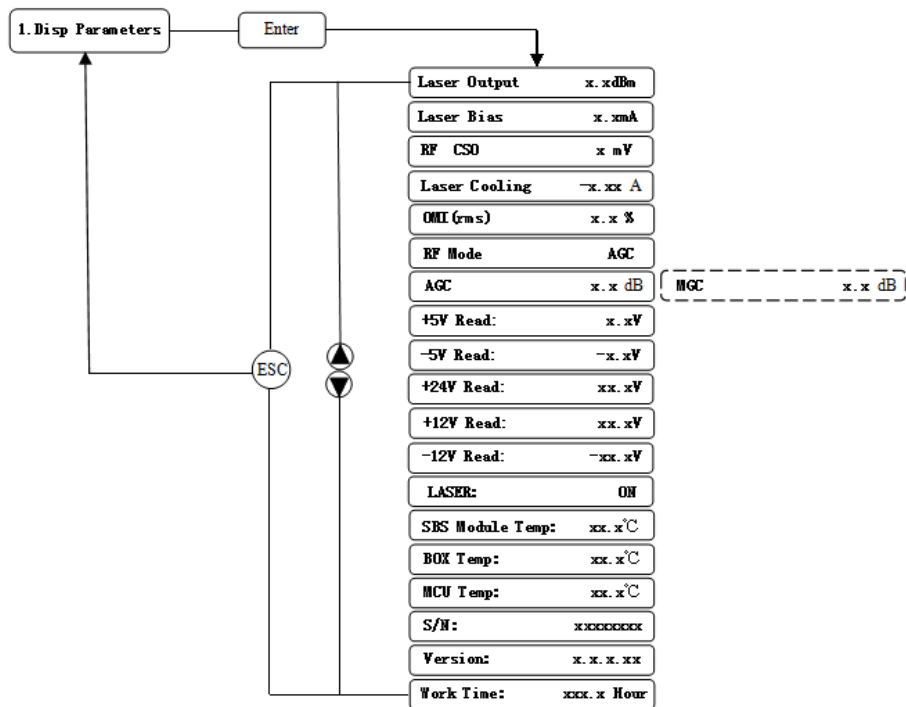 1.Disp Parameters
Enter
Laser Output x.xdBm
Laser Bias x.xmA
RF CSO x mV
Laser Cooling -x.xx A
OMI(rms) x.x %
RF Mode AGC
AGC x.x dB
MGC x.x dB
+5V Read: x.xV
-5V Read: -x.xV
ESC
+24V Read: xx.xV
+12V Read: xx.xV
-12V Read: -xx.xV
LASER: ON
SBS Module Temp: xx.x℃
BOX Temp: xx.x℃
MCU Temp: xx.x℃
S/N: xxxxxxxx
Version: x.x.x.xx
Work Time: xxx.x Hour